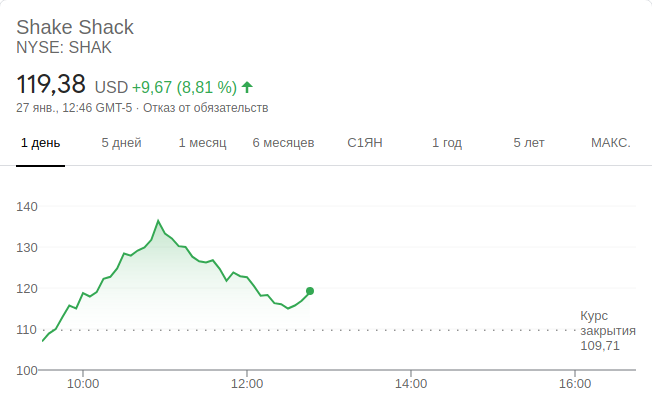 Shake Shack
NYSE: SHAK
119,38 USD +9,67 (8,81 %)
27 янв., 12:46 GMT-5 · Отказ от обязательств
1 день 5 дней 1 месяц 6 месяцев С1ЯН 1 год 5 лет МАКС.
140
130
120
110
100
Курс
закрытия
109,71
10:00 12:00 14:00 16:00